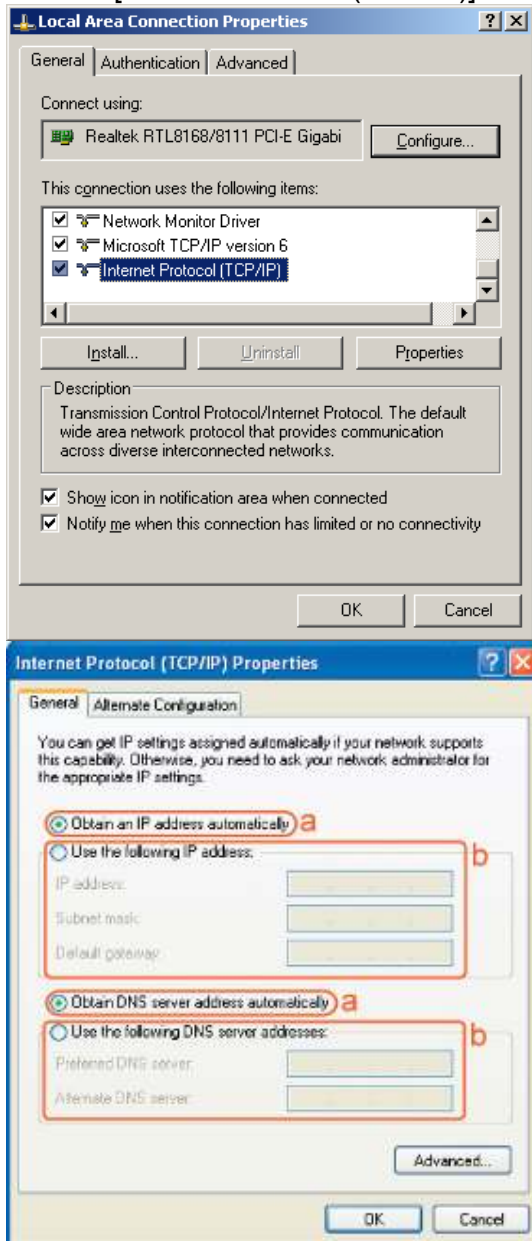 Local Area Connection Properties
General Authentication Advanced
Connect using:
Realtek RTL8168/8111 PCI-E Gigabi Configure...
This connection uses the following items:
Network Monitor Driver
Microsoft TCP/IP version 6
Internet Protocol (TCP/IP)
Install... Uninstall Properties
Description
Transmission Control Protocol/Internet Protocol. The default
wide area network protocol that provides communication
across diverse interconnected networks.
Show icon in notification area when connected
Notify me when this connection has limited or no connectivity
OK Cancel
Internet Protocol (TCP/IP) Properties
General Alternate Configuration
You can get IP settings assigned automatically if your network supports
this capability. Otherwise, you need to ask your network administrator for
the appropriate IP settings.
Obtain an IP address automatically a
Use the following IP address: b
IP address:
Subnet mask:
Default gateway:
Obtain DNS server address automatically a
Use the following DNS server addresses: b
Preferred DNS server:
Alternate DNS server:
Advanced...
OK Cancel